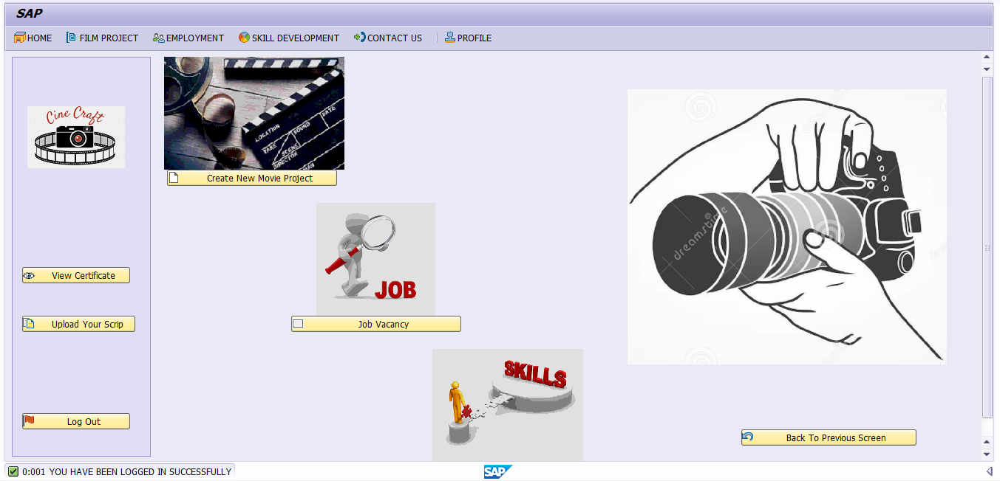 SAP
HOME FILM PROJECT EMPLOYMENT SKILL DEVELOPMENT CONTACT US PROFILE
Cine Craft
LOCATION
SOUND
DATE
TAKE
SCENE
DIRECTOR
Create New Movie Project
dreamstime
View Certificate
JOB
Upload Your Scrip
Job Vacancy
SKILLS
Log Out
Back To Previous Screen
0:001 YOU HAVE BEEN LOGGED IN SUCCESSFULLY
SAP